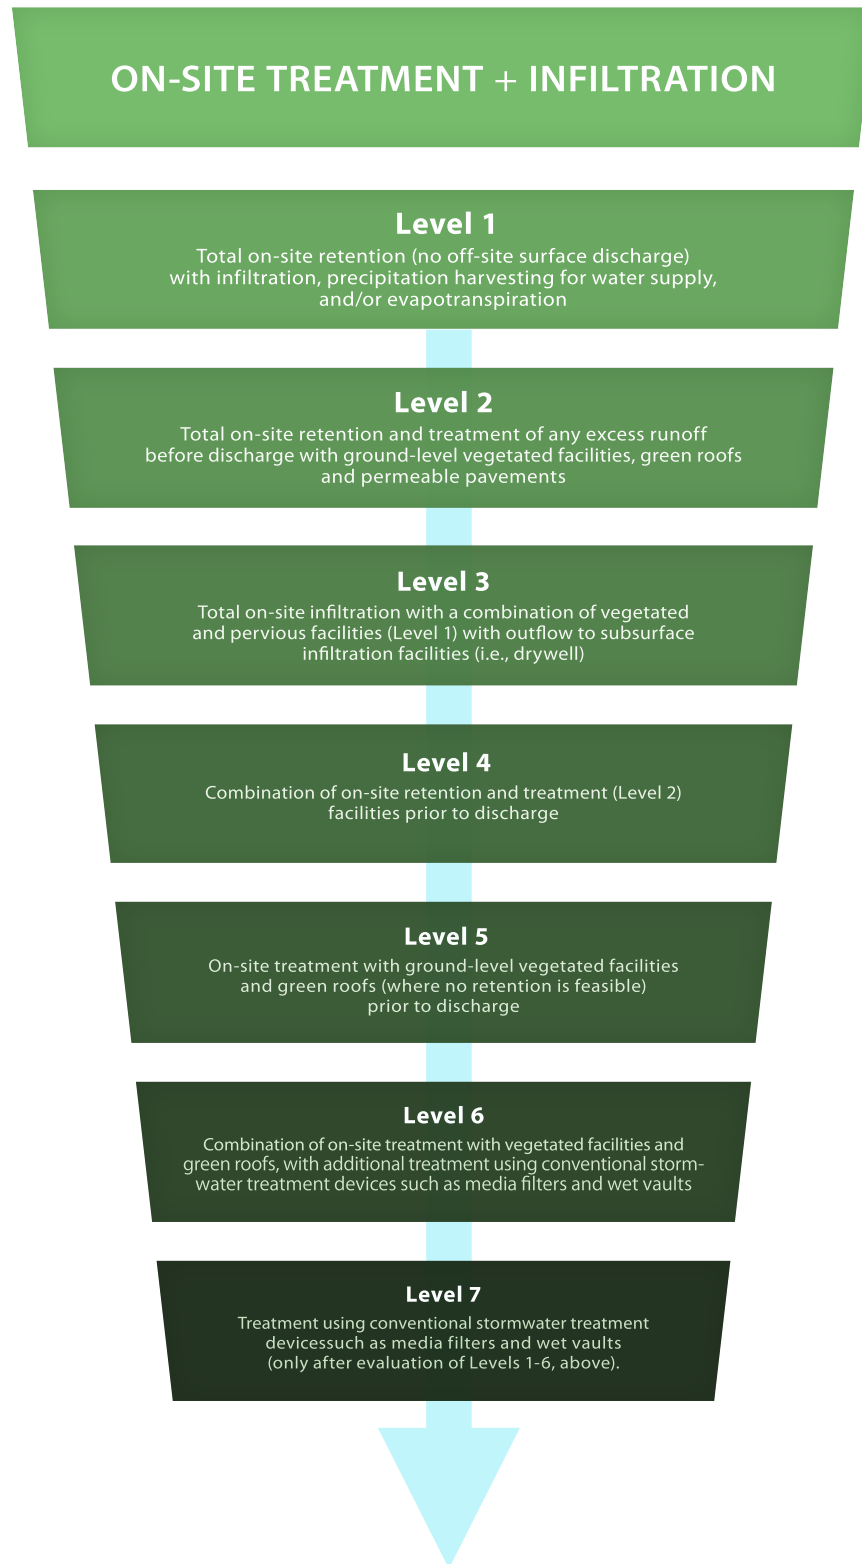 ON-SITE TREATMENT + INFILTRATION
Level 1
Total on-site retention (no off-site surface discharge)
with infiltration, precipitation harvesting for water supply,
and/or evapotranspiration
Level 2
Total on-site retention and treatment of any excess runoff
before discharge with ground-level vegetated facilities, green roofs
and permeable pavements
Level 3
Total on-site infiltration with a combination of vegetated
and pervious facilities (Level 1) with outflow to subsurface
infiltration facilities (i.e., drywell)
Level 4
Combination of on-site retention and treatment (Level 2)
facilities prior to discharge
Level 5
On-site treatment with ground-level vegetated facilities
and green roofs (where no retention is feasible)
prior to discharge
Level 6
Combination of on-site treatment with vegetated facilities and
green roofs, with additional treatment using conventional storm-
water treatment devices such as media filters and wet vaults
Level 7
Treatment using conventional stormwater treatment
devicessuch as media filters and wet vaults
(only after evaluation of Levels 1-6, above).